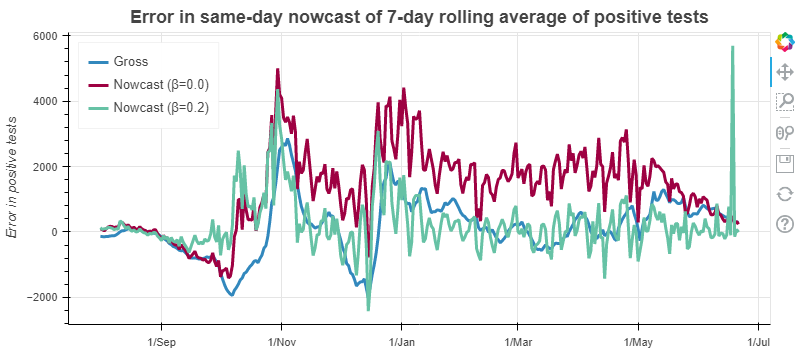 Error in same-day nowcast of 7-day rolling average of positive tests
Error in positive tests
6000
4000
2000
0
−2000
Gross
Nowcast (β=0.0)
Nowcast (β=0.2)
1/Sep
1/Nov
1/Jan
1/Mar
1/May
1/Jul